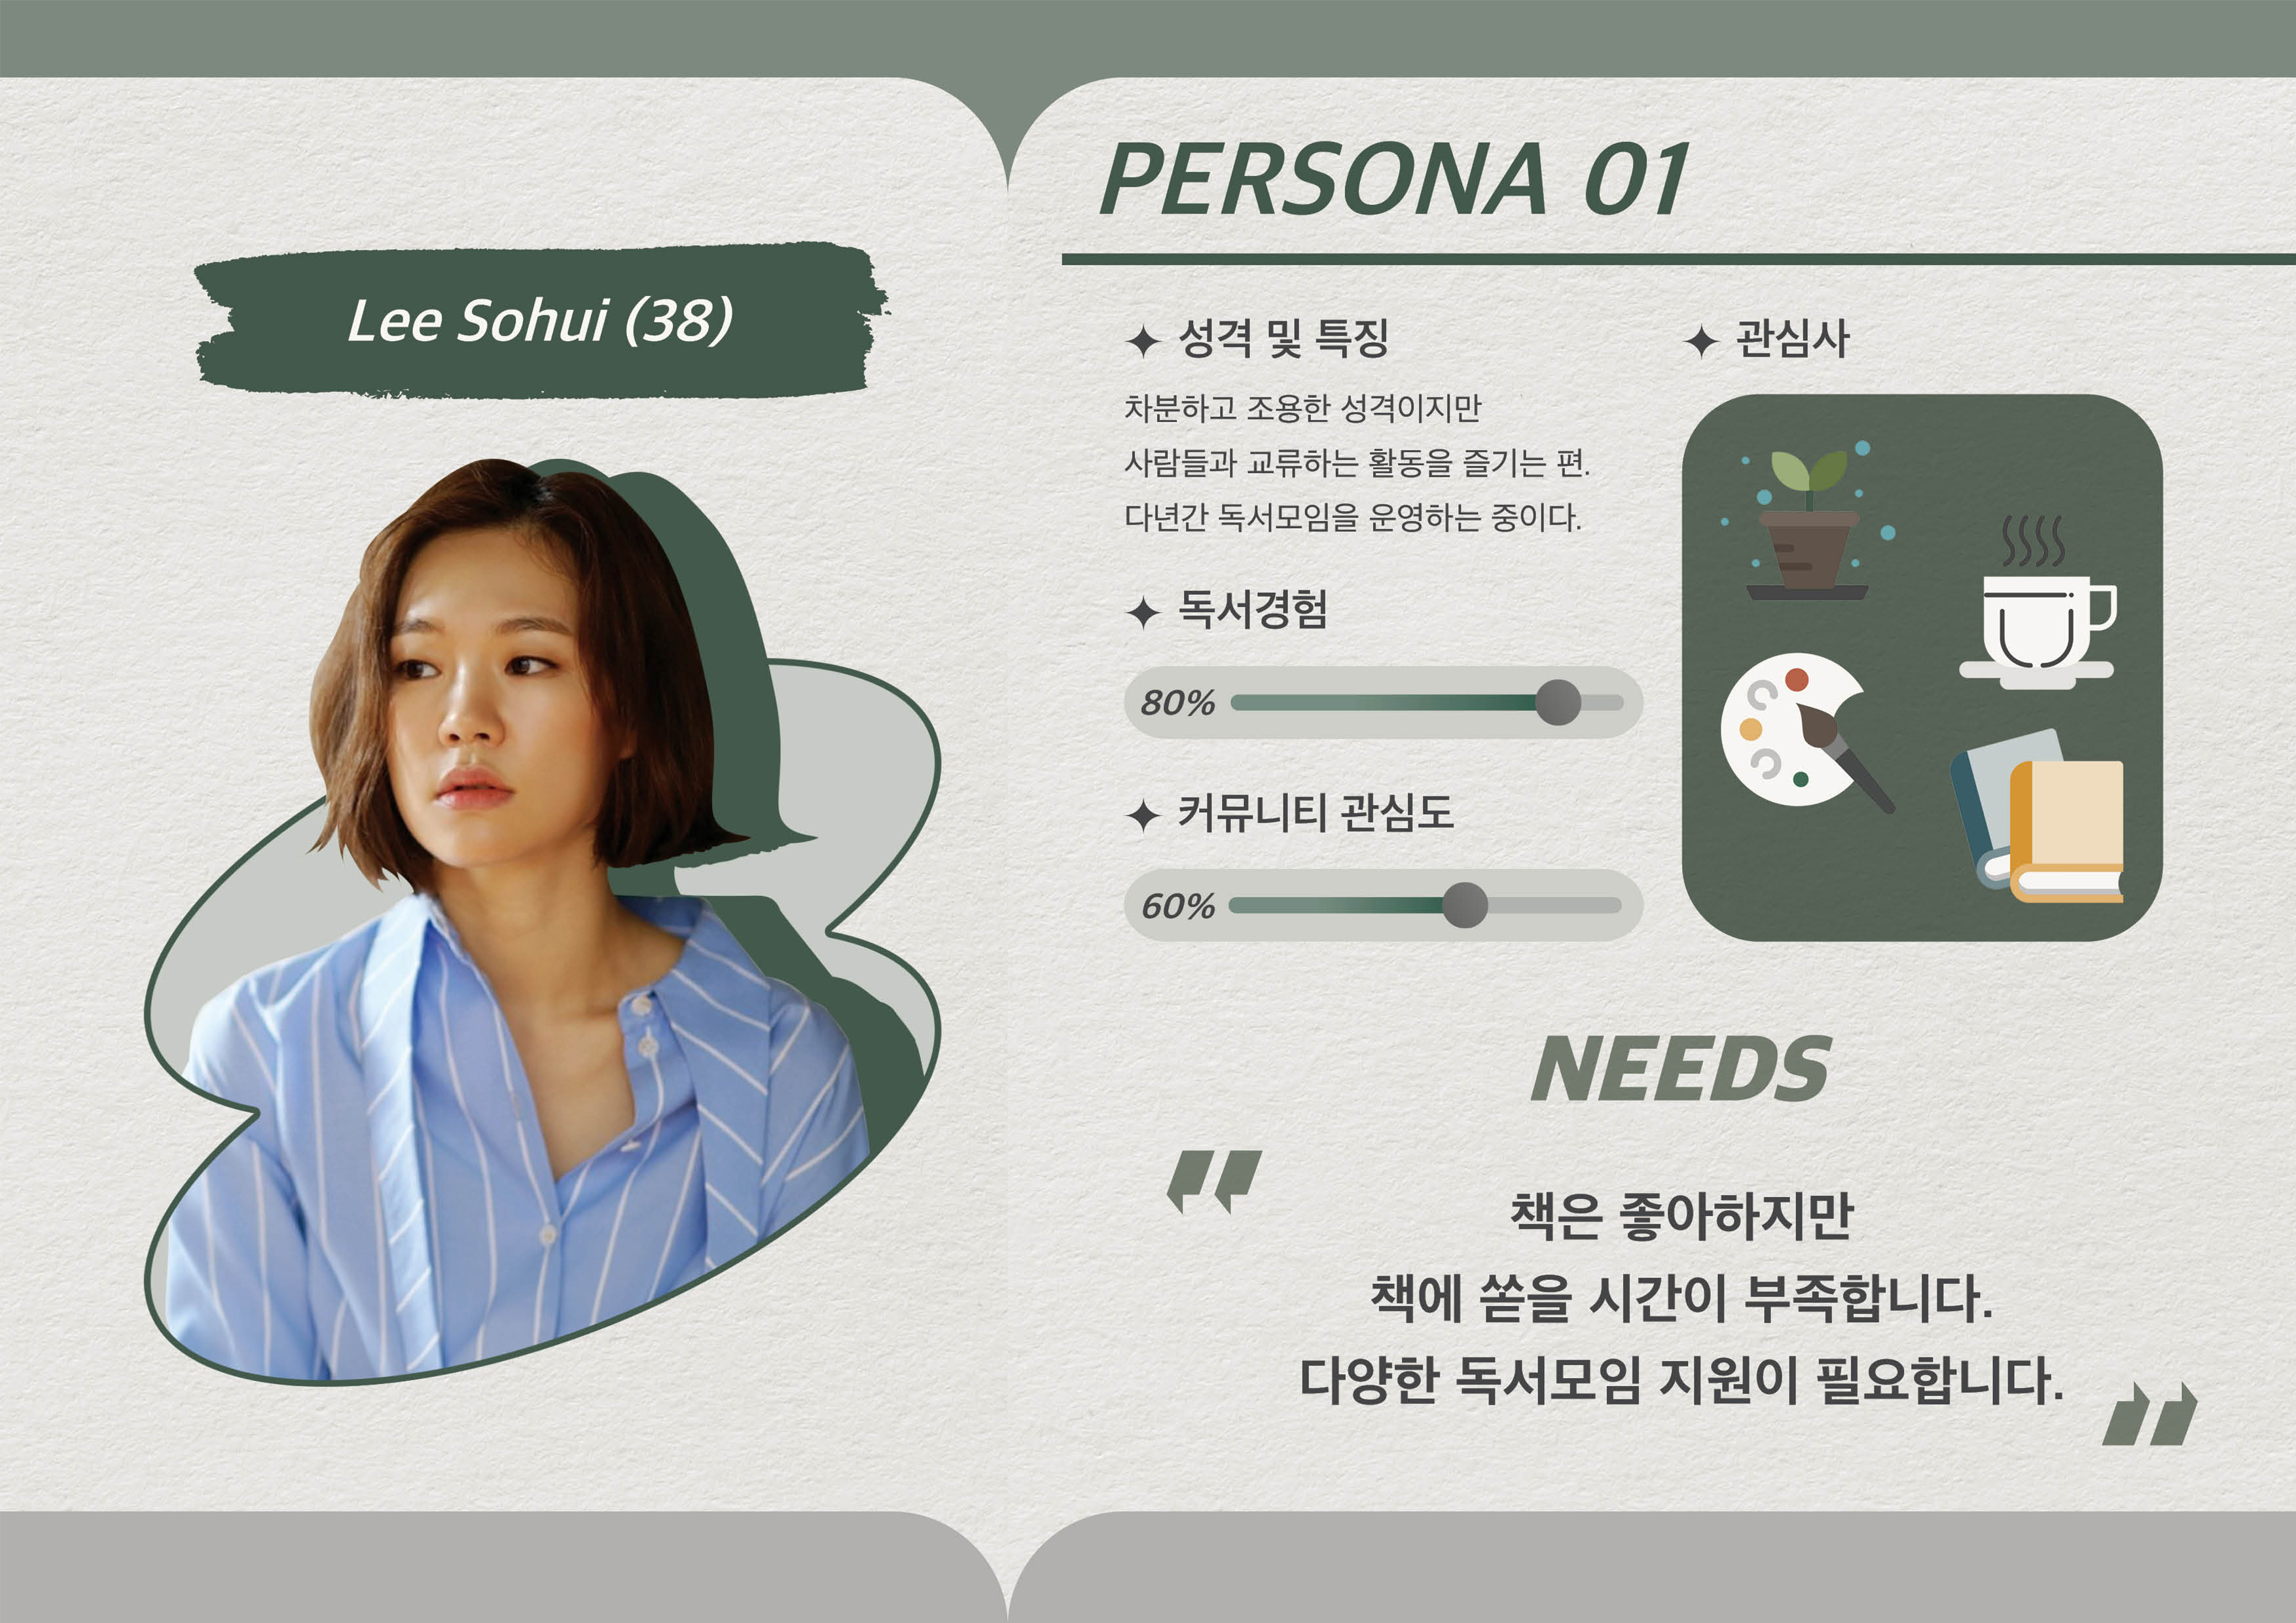 Lee Sohui (38)
PERSONA 01
성격 및 특징
차분하고 조용한 성격이지만
사람들과 교류하는 활동을 즐기는 편.
다년간 독서모임을 운영하는 중이다.
독서경험
80%
커뮤니티 관심도
60%
관심사
NEEDS
"
책은 좋아하지만
책에 쏟을 시간이 부족합니다.
다양한 독서모임 지원이 필요합니다.
"